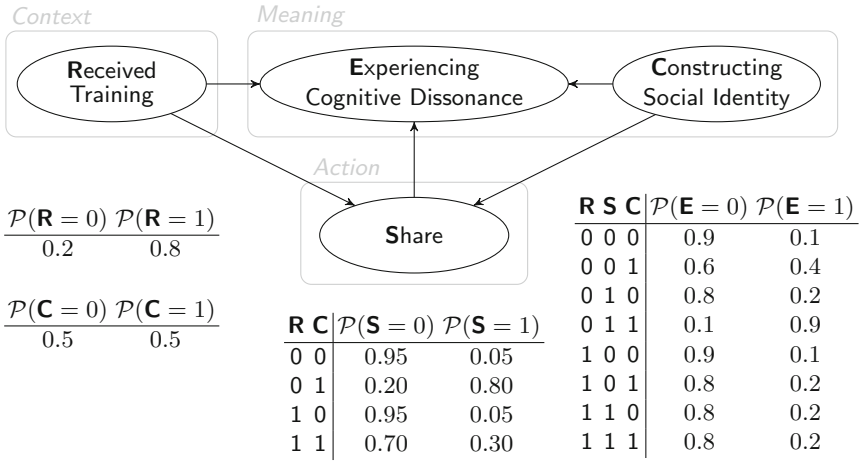 Context
Meaning
Received
Training
Experiencing
Cognitive Dissonance
Constructing
Social Identity
Action
Share
P(R = 0) P(R = 1)
0.2 0.8
P(C = 0) P(C = 1)
0.5 0.5
R C P(S = 0) P(S = 1)
0 0 0.95 0.05
0 1 0.20 0.80
1 0 0.95 0.05
1 1 0.70 0.30
R S C P(E = 0) P(E = 1)
0 0 0 0.9 0.1
0 0 1 0.6 0.4
0 1 0 0.8 0.2
0 1 1 0.1 0.9
1 0 0 0.9 0.1
1 0 1 0.8 0.2
1 1 0 0.8 0.2
1 1 1 0.8 0.2